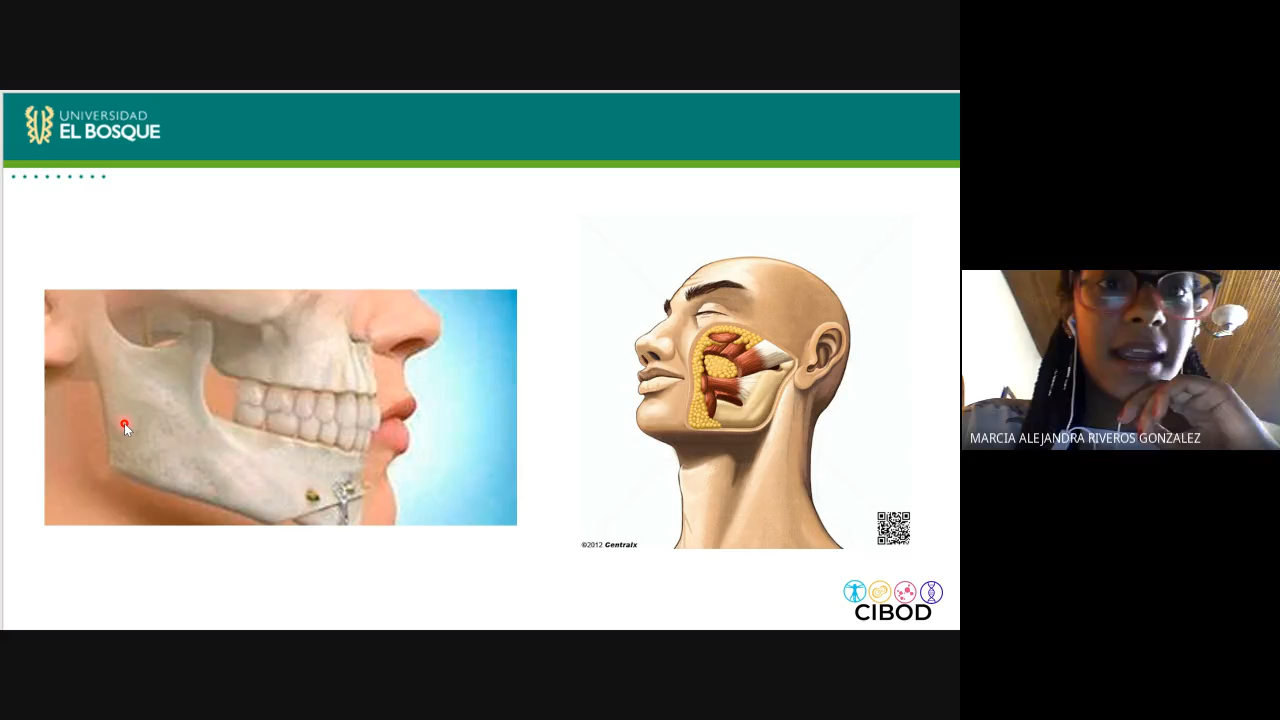 UNIVERSIDAD
EL BOSQUE
MARCIA ALEJANDRA RIVEROS GONZALEZ
©2012 Centralx
CIBOD